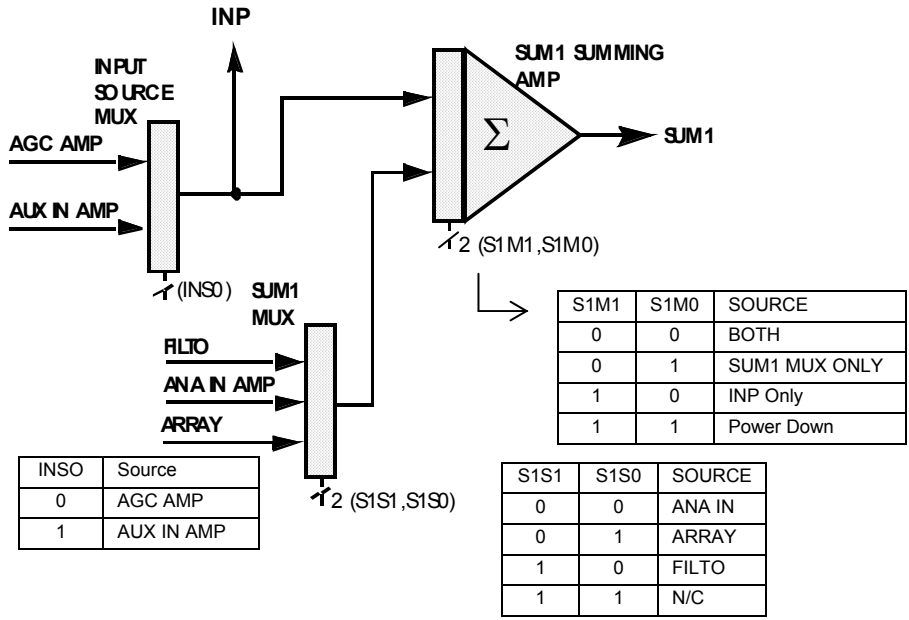 INP
INPUT
SOURCE
MUX
SUM1 SUMMING
AMP
AGC AMP
Σ
SUM1
AUX IN AMP
2 (S1M1,S1M0)
(INS0)
SUM1
MUX
S1M1 S1M0 SOURCE
0 0 BOTH
0 1 SUM1 MUX ONLY
1 0 INP Only
1 1 Power Down
FILTO
ANA IN AMP
ARRAY
INSO Source
0 AGC AMP
1 AUX IN AMP
2 (S1S1,S1S0)
S1S1 S1S0 SOURCE
0 0 ANA IN
0 1 ARRAY
1 0 FILTO
1 1 N/C